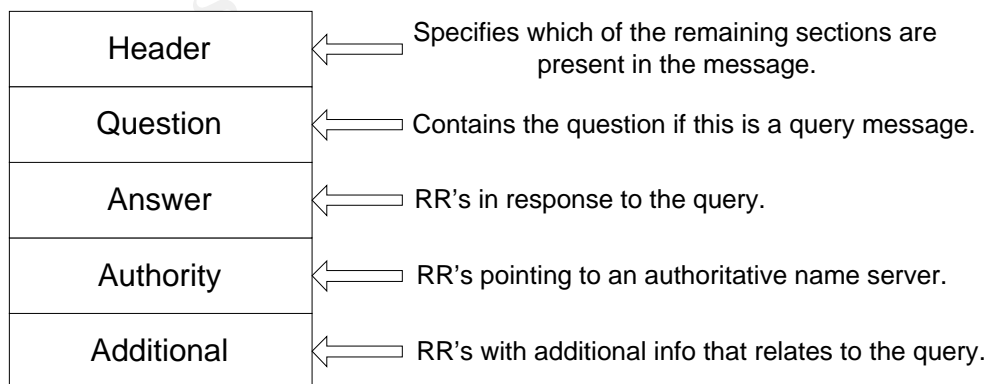 Header
Specifies which of the remaining sections are
present in the message.
Question
Contains the question if this is a query message.
Answer
RR's in response to the query.
Authority
RR's pointing to an authoritative name server.
Additional
RR's with additional info that relates to the query.